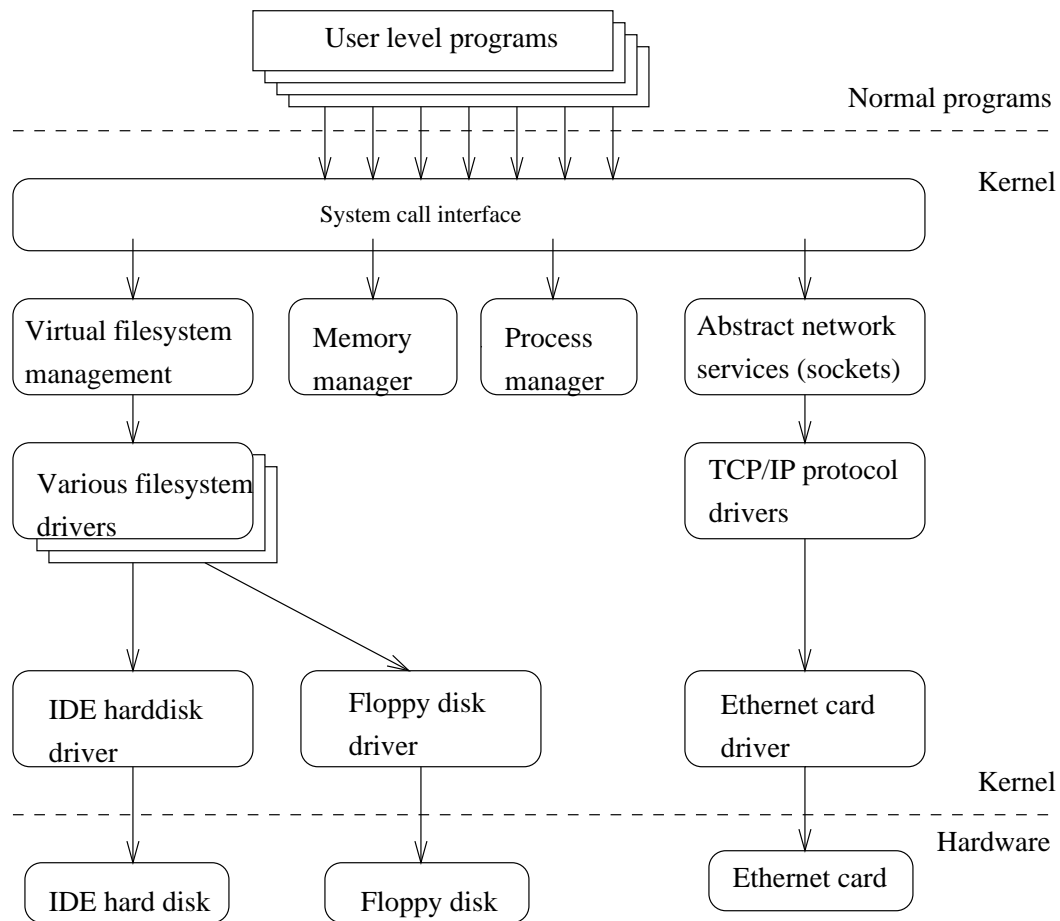 User level programs
Normal programs
Kernel
System call interface
Virtual filesystem
management
Memory
manager
Process
manager
Abstract network
services (sockets)
Various filesystem
drivers
TCP/IP protocol
drivers
IDE harddisk
driver
Floppy disk
driver
Ethernet card
driver
Kernel
Hardware
IDE hard disk
Floppy disk
Ethernet card